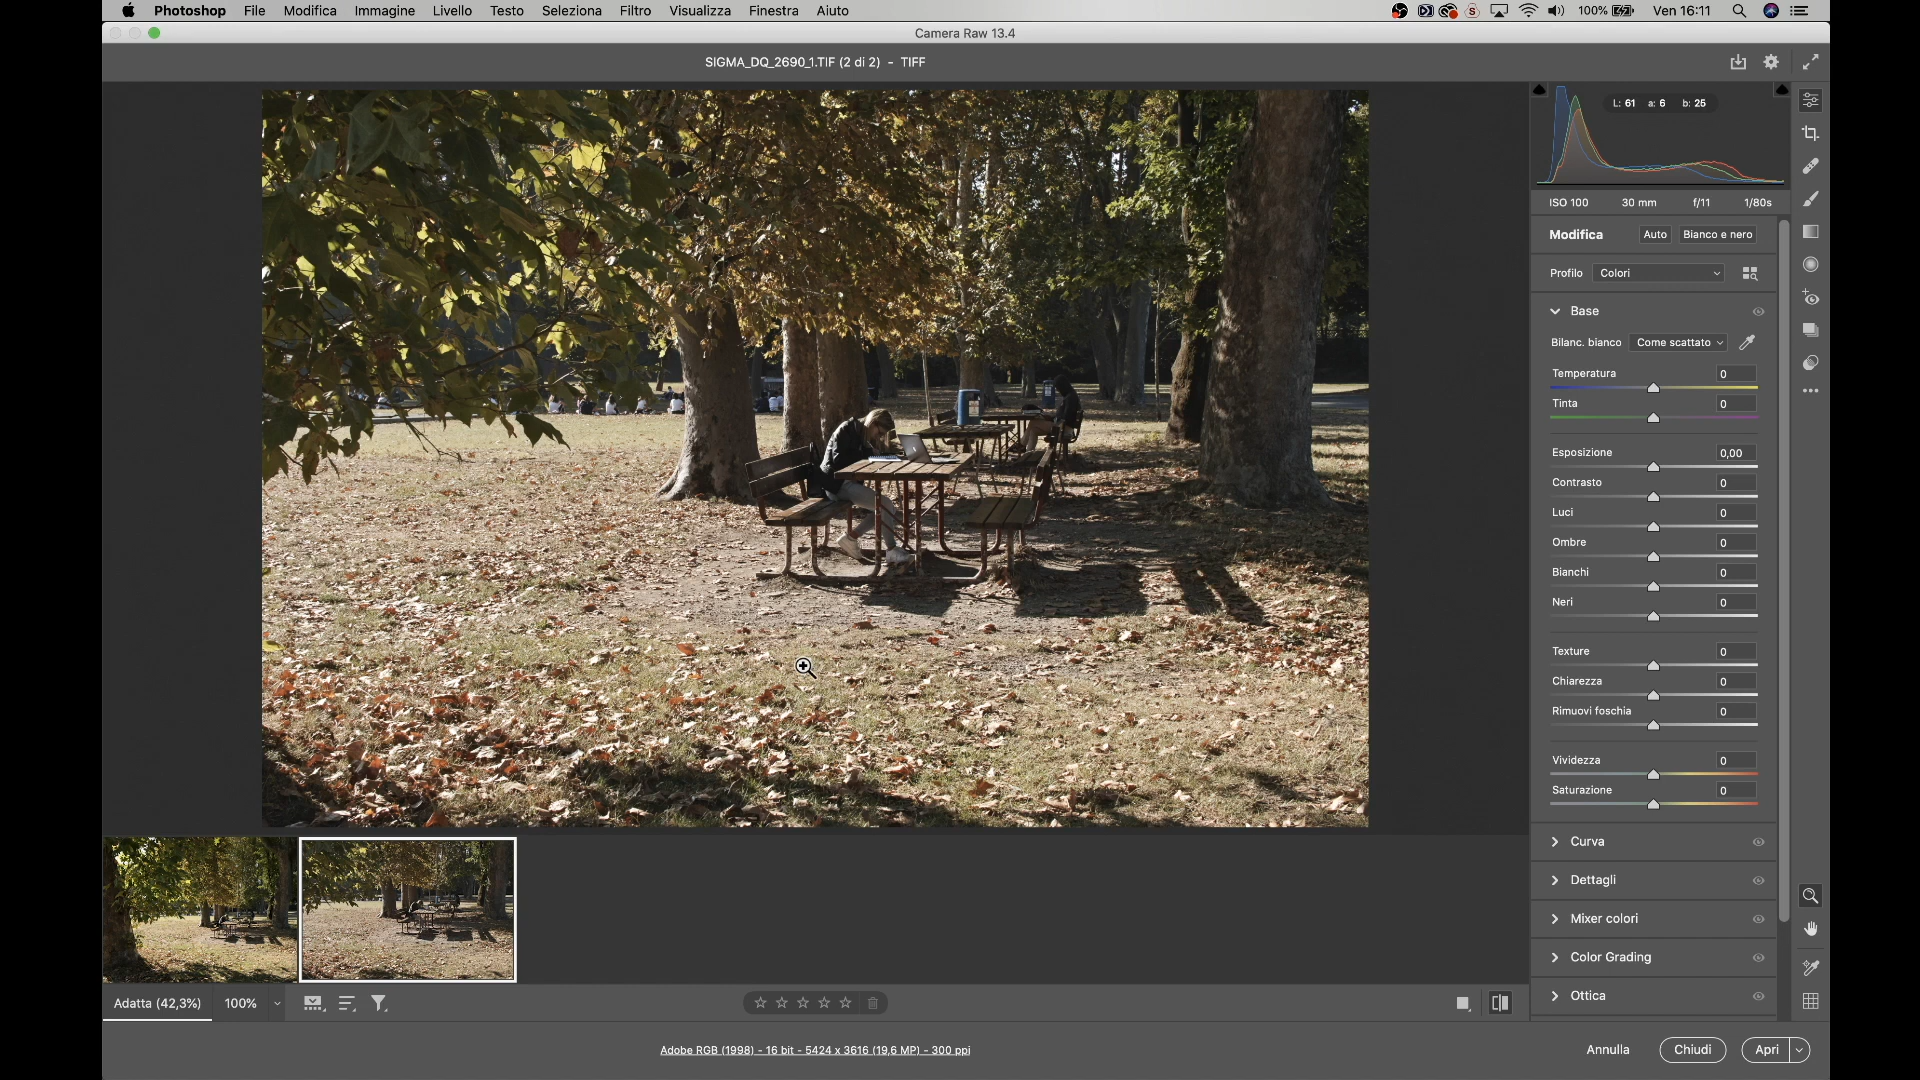 Photoshop File Modifica Immagine Livello Testo Seleziona Filtro Visualizza Finestra Aiuto 100% Ven 16:11
Camera Raw 13.4
SIGMA_DQ_2690_1.TIF (2 di 2) - TIFF
L: 61 a: 6 b: 25
ISO 100 30 mm f/11 1/80s
Modifica Auto Bianco e nero
Profilo Colori
Base
Bilanc. bianco Come scattato
Temperatura 0
Tinta 0
Esposizione 0,00
Contrasto 0
Luci 0
Ombre 0
Bianchi 0
Neri 0
Texture 0
Chiarezza 0
Rimuovi foschia 0
Vividezza 0
Saturazione 0
Curva
Dettagli
Mixer colori
Color Grading
Ottica
Adatta (42,3%) 100%
Adobe RGB (1998) - 16 bit - 5424 x 3616 (19,6 MP) - 300 ppi
Annulla Chiudi Apri